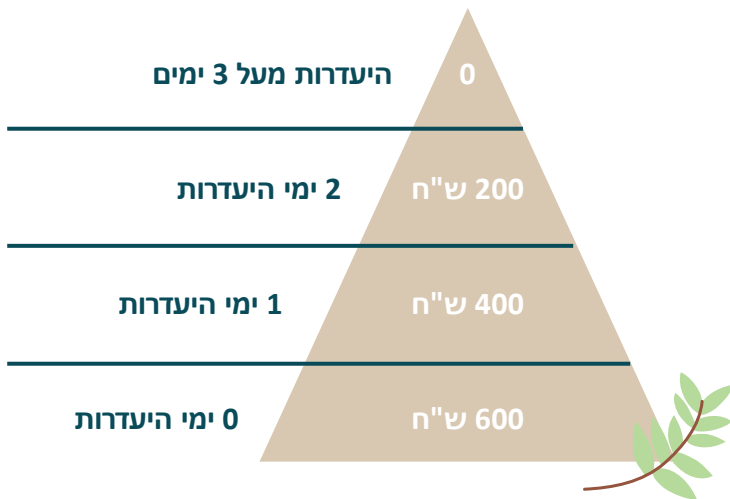 היעדרות מעל 3 ימים
0
2 ימי היעדרות
200 ש"ח
1 ימי היעדרות
400 ש"ח
0 ימי היעדרות
600 ש"ח